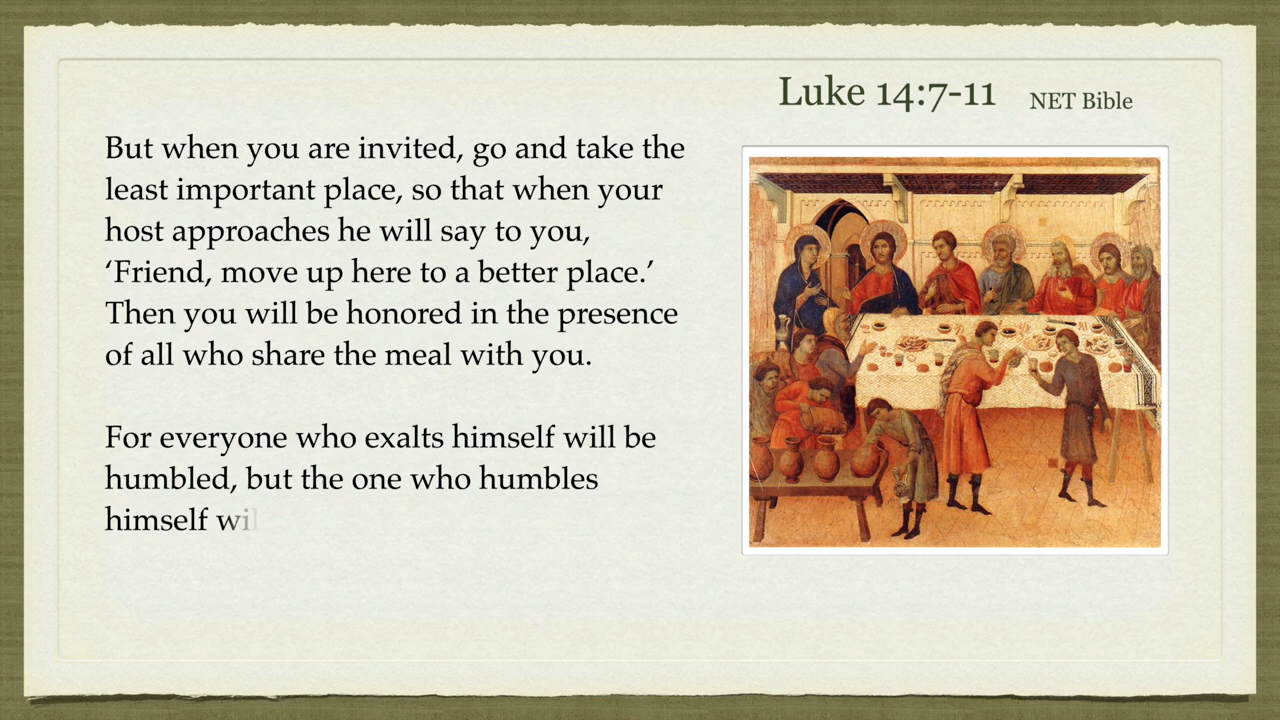 Luke 14:7-11 NET Bible
But when you are invited, go and take the
least important place, so that when your
host approaches he will say to you,
‘Friend, move up here to a better place.’
Then you will be honored in the presence
of all who share the meal with you.
For everyone who exalts himself will be
humbled, but the one who humbles
himself wil